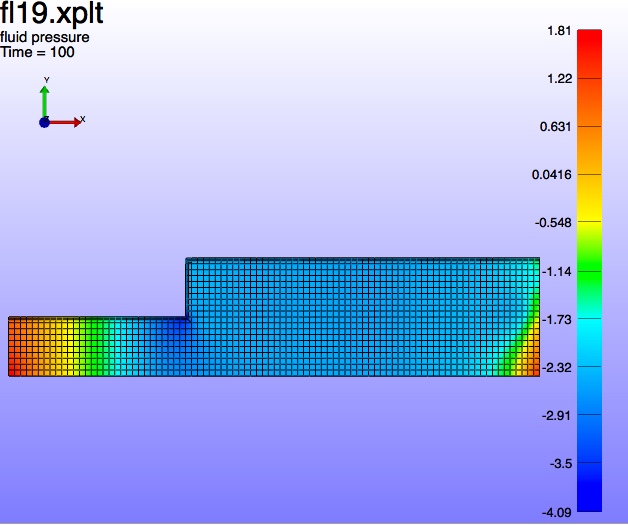 fl19.xplt
fluid pressure
Time = 100
Y
Z
X
1.81
1.22
0.631
0.0416
-0.548
-1.14
-1.73
-2.32
-2.91
-3.5
-4.09